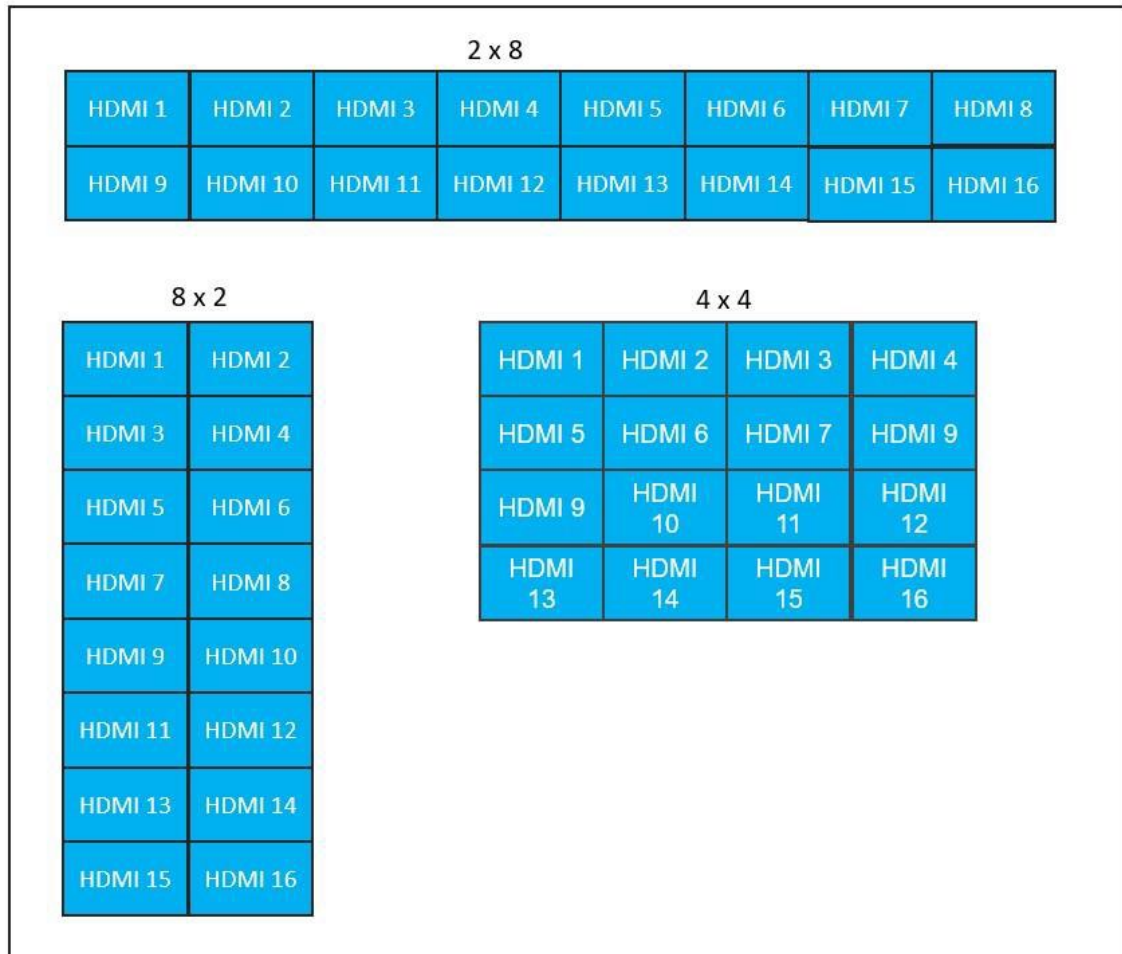 2 x 8
HDMI 1 HDMI 2 HDMI 3 HDMI 4 HDMI 5 HDMI 6 HDMI 7 HDMI 8
HDMI 9 HDMI 10 HDMI 11 HDMI 12 HDMI 13 HDMI 14 HDMI 15 HDMI 16
8 x 2
HDMI 1 HDMI 2
HDMI 3 HDMI 4
HDMI 5 HDMI 6
HDMI 7 HDMI 8
HDMI 9 HDMI 10
HDMI 11 HDMI 12
HDMI 13 HDMI 14
HDMI 15 HDMI 16
4 x 4
HDMI 1 HDMI 2 HDMI 3 HDMI 4
HDMI 5 HDMI 6 HDMI 7 HDMI 9
HDMI 9 HDMI 10 HDMI 11 HDMI 12
HDMI 13 HDMI 14 HDMI 15 HDMI 16